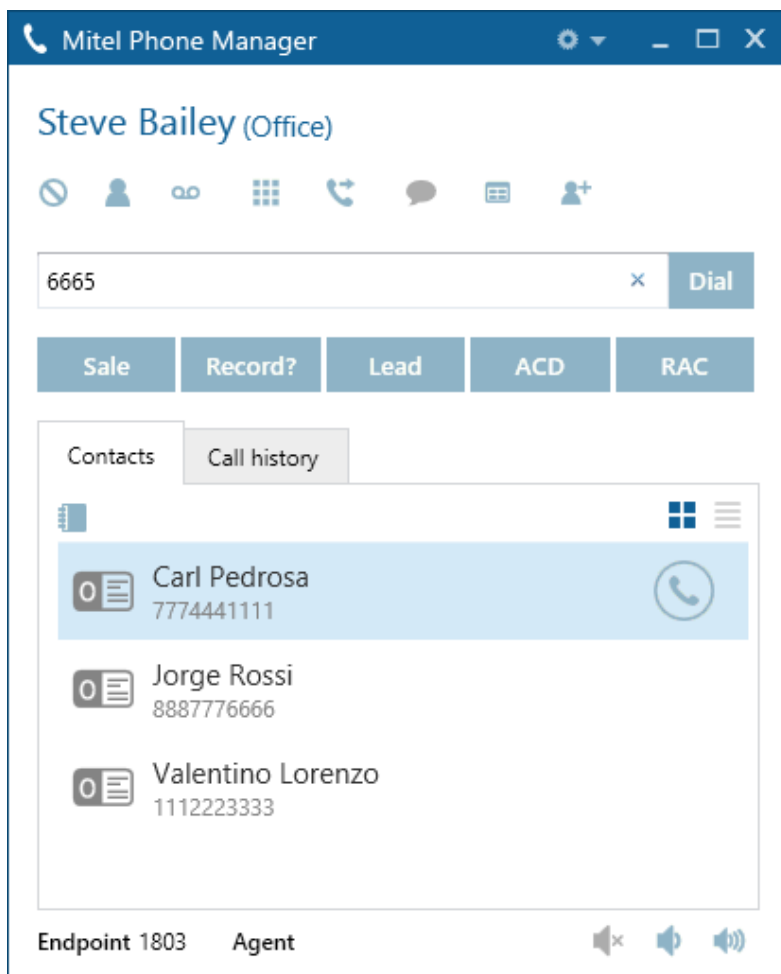 Mitel Phone Manager
Steve Bailey (Office)
6665 Dial
Sale Record? Lead ACD RAC
Contacts Call history
Carl Pedrosa
7774441111
Jorge Rossi
8887776666
Valentino Lorenzo
1112223333
Endpoint 1803 Agent